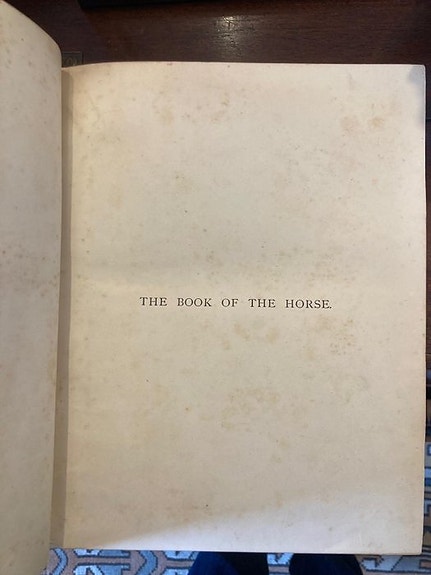 THE BOOK OF THE HORSE.